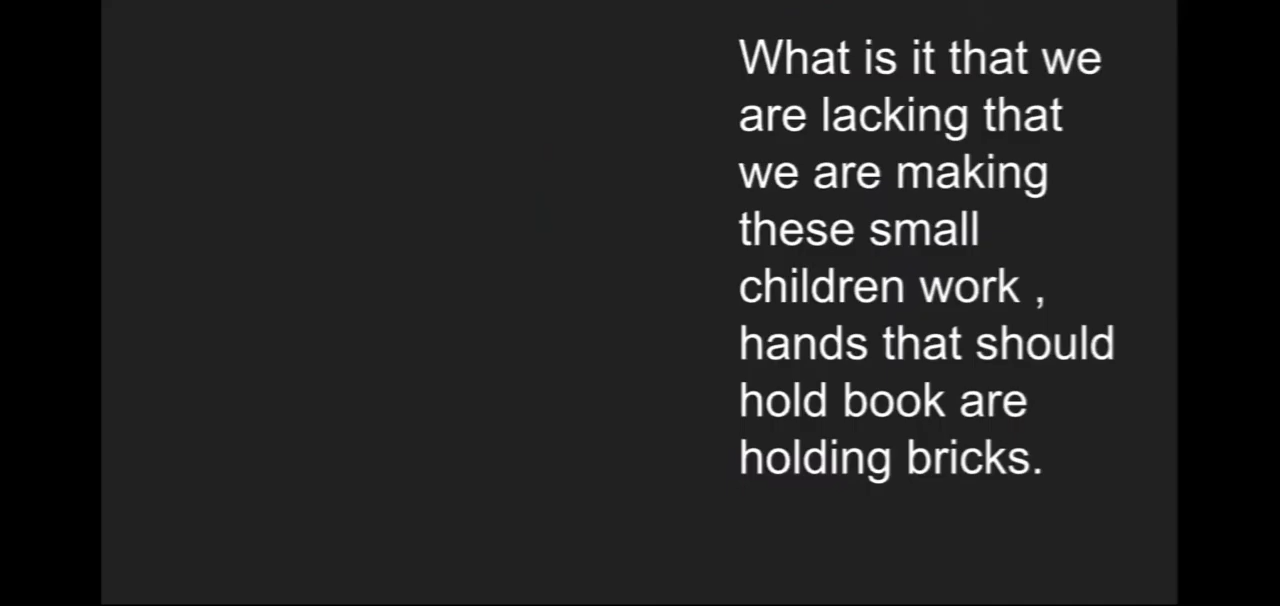 What is it that we
are lacking that
we are making
these small
children work ,
hands that should
hold book are
holding bricks.